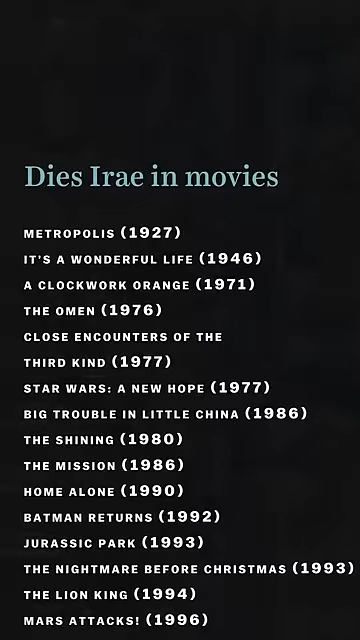 Dies Irae in movies
METROPOLIS (1927)
IT'S A WONDERFUL LIFE (1946)
A CLOCKWORK ORANGE (1971)
THE OMEN (1976)
CLOSE ENCOUNTERS OF THE
THIRD KIND (1977)
STAR WARS: A NEW HOPE (1977)
BIG TROUBLE IN LITTLE CHINA (1986)
THE SHINING (1980)
THE MISSION (1986)
HOME ALONE (1990)
BATMAN RETURNS (1992)
JURASSIC PARK (1993)
THE NIGHTMARE BEFORE CHRISTMAS (1993)
THE LION KING (1994)
MARS ATTACKS! (1996)